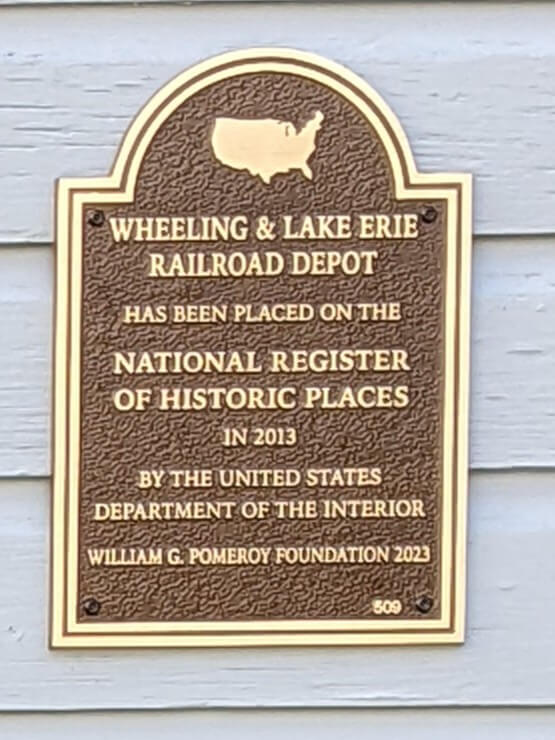 WHEELING & LAKE ERIE
RAILROAD DEPOT
HAS BEEN PLACED ON THE
NATIONAL REGISTER
OF HISTORIC PLACES
IN 2013
BY THE UNITED STATES
DEPARTMENT OF THE INTERIOR
WILLIAM G. POMEROY FOUNDATION 2023
509